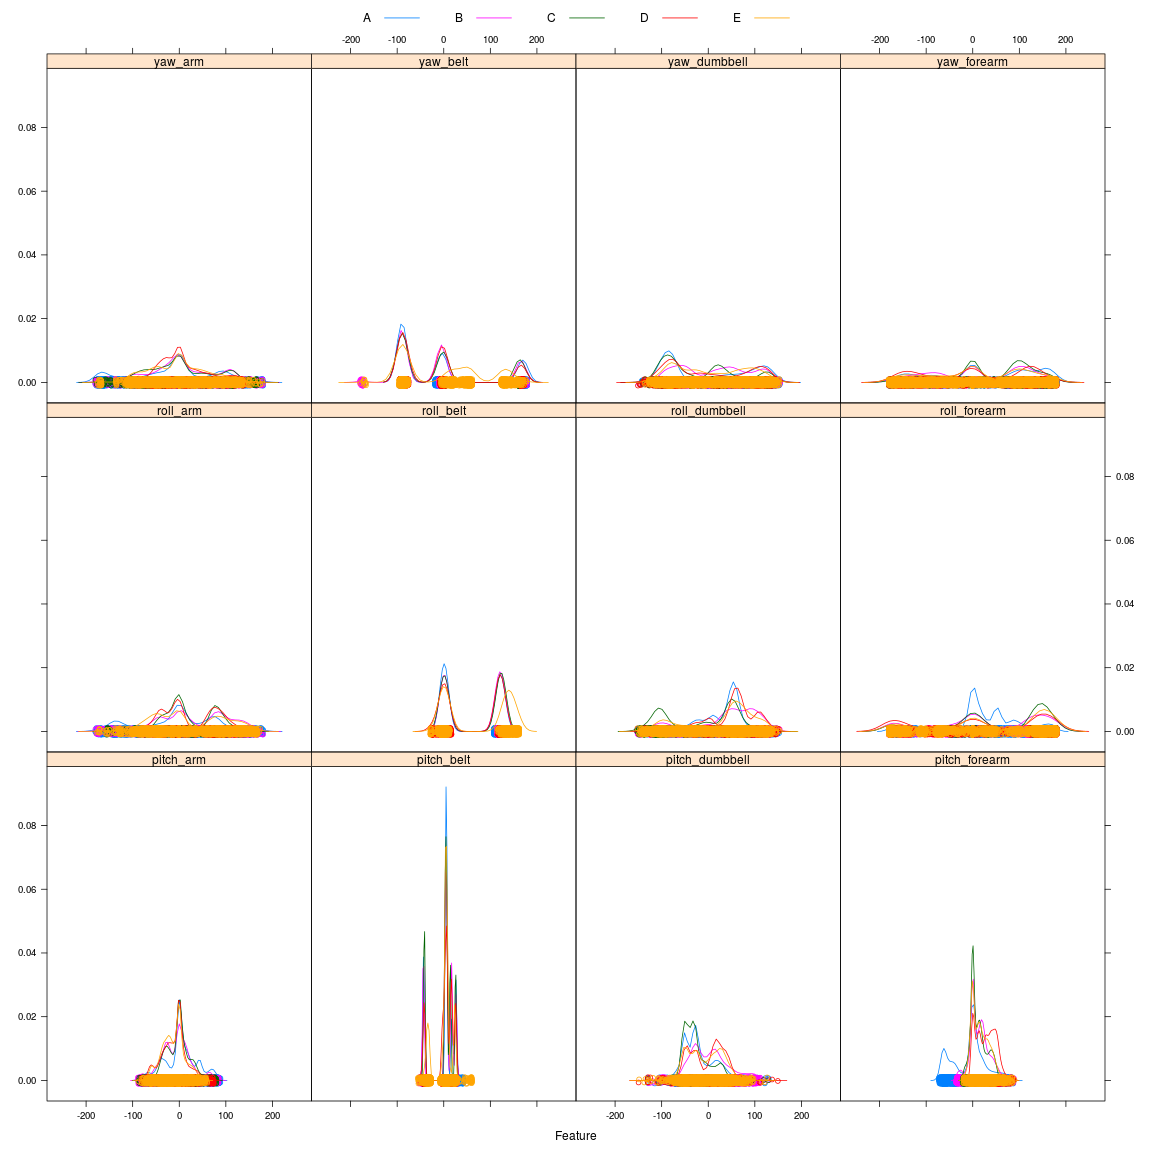 A B C D E
-200 -100 0 100 200 -200 -100 0 100 200
yaw_arm yaw_belt yaw_dumbbell yaw_forearm
0.08
0.06
0.04
0.02
0.00
roll_arm roll_belt roll_dumbbell roll_forearm
0.08
0.06
0.04
0.02
0.00
pitch_arm pitch_belt pitch_dumbbell pitch_forearm
0.08
0.06
0.04
0.02
0.00
-200 -100 0 100 200 -200 -100 0 100 200
Feature